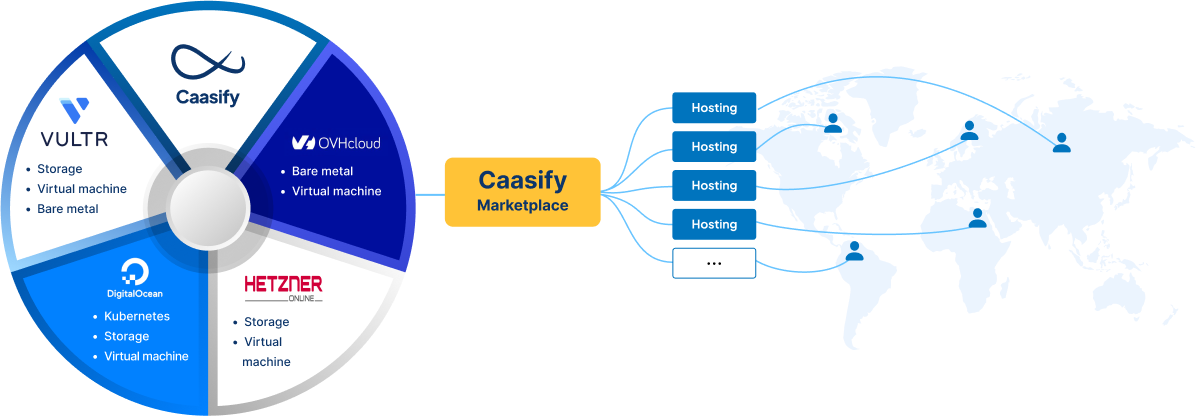 Caasify
VULTR
• Storage
• Virtual machine
• Bare metal
OVHcloud
• Bare metal
• Virtual machine
DigitalOcean
• Kubernetes
• Storage
• Virtual machine
HETZNER
ONLINE
• Storage
• Virtual
machine
Caasify
Marketplace
Hosting
Hosting
Hosting
Hosting
...